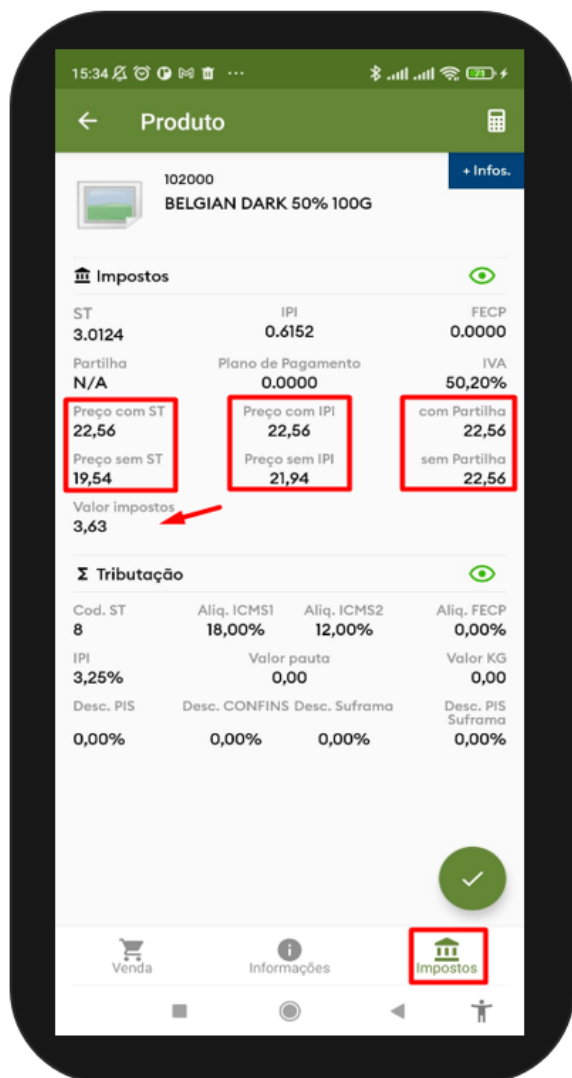 15:34 ... 71
Produto
+ Infos.
102000
BELGIAN DARK 50% 100G
Impostos
ST IPI FECP
3.0124 0.6152 0.0000
Partilha Plano de Pagamento IVA
N/A 0.0000 50,20%
Preço com ST Preço com IPI com Partilha
22,56 22,56 22,56
Preço sem ST Preço sem IPI sem Partilha
19,54 21,94 22,56
Valor impostos
3,63
Σ Tributação
Cod. ST Aliq. ICMS1 Aliq. ICMS2 Aliq. FECP
8 18,00% 12,00% 0,00%
IPI Valor pauta Valor KG
3,25% 0,00 0,00
Desc. PIS Desc. CONFINS Desc. Suframa Desc. PIS
Suframa
0,00% 0,00% 0,00% 0,00%
Venda Informações Impostos